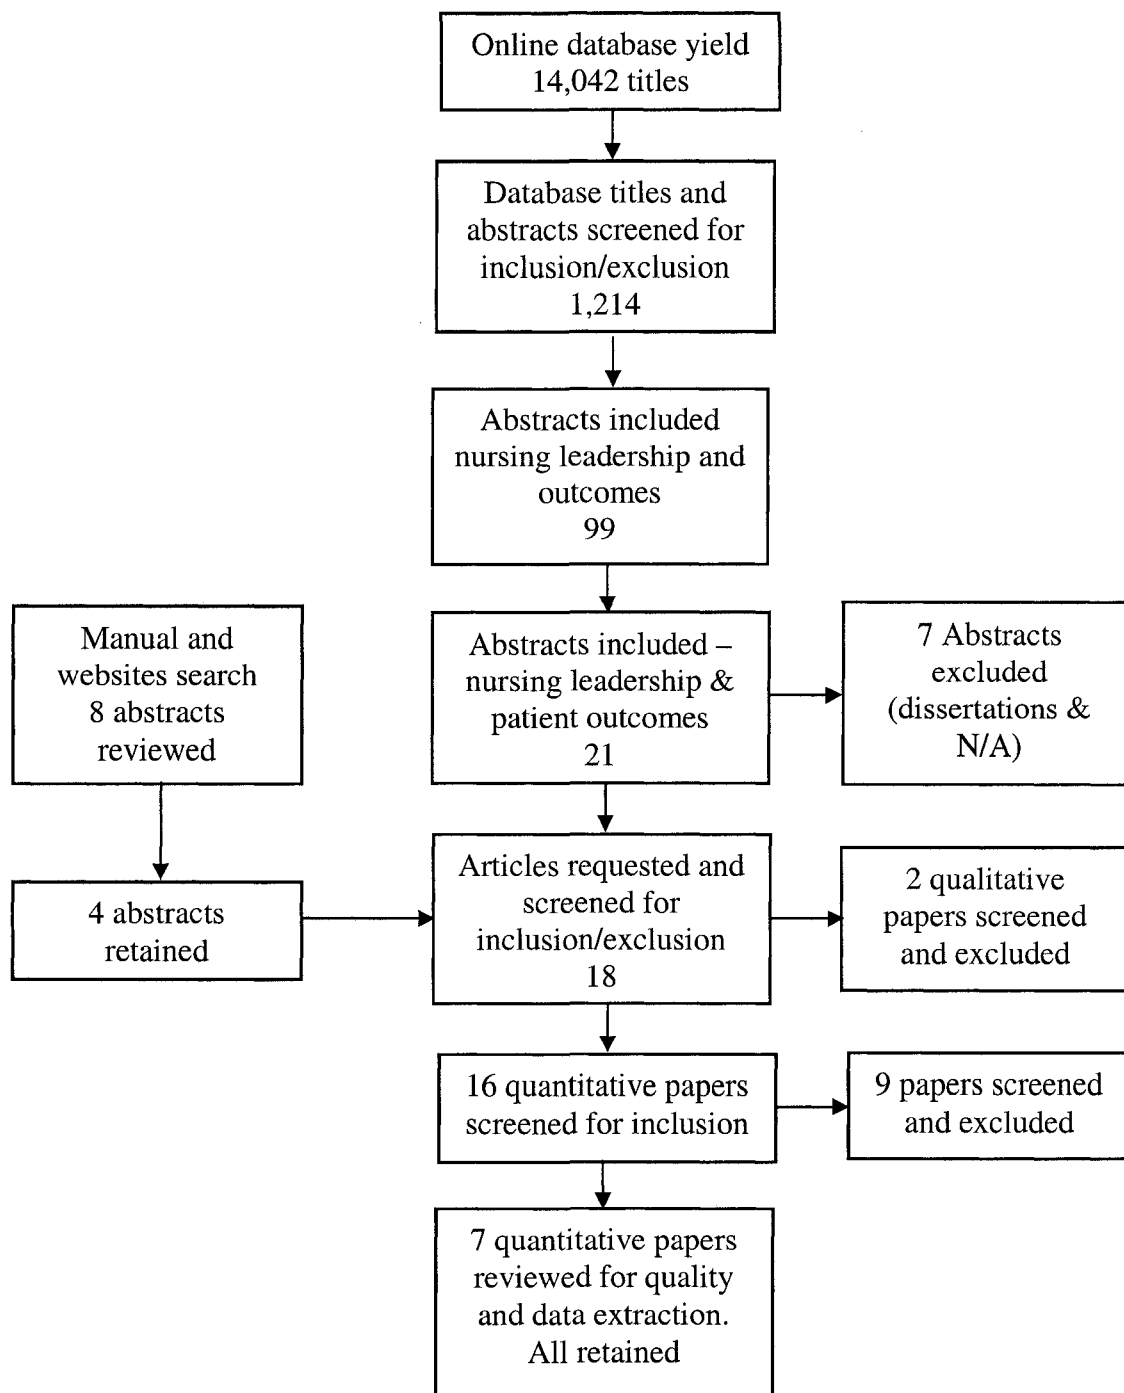 Online database yield
14,042 titles
Database titles and
abstracts screened for
inclusion/exclusion
1,214
Abstracts included
nursing leadership and
outcomes
99
Manual and
websites search
8 abstracts
reviewed
Abstracts included –
nursing leadership &
patient outcomes
21
7 Abstracts
excluded
(dissertations &
N/A)
4 abstracts
retained
Articles requested and
screened for
inclusion/exclusion
18
2 qualitative
papers screened
and excluded
16 quantitative papers
screened for inclusion
9 papers screened
and excluded
7 quantitative papers
reviewed for quality
and data extraction.
All retained